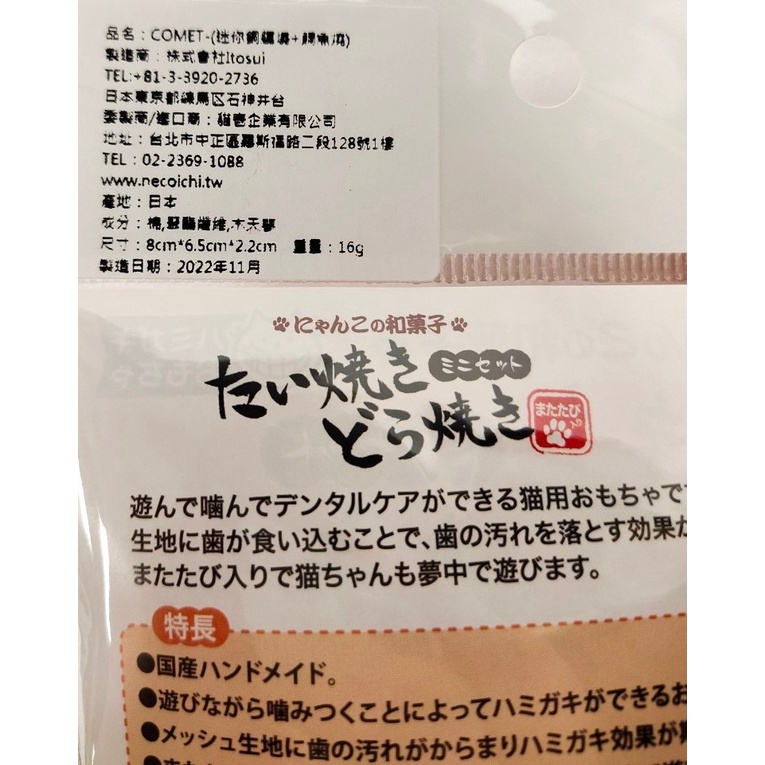 品名：COMET-(迷你銅鑼燒+鯛魚燒)
製造商：株式會社Itosui
TEL:+81-3-3920-2736
日本東京都練馬区石神井台
委製商/進口商：貓壱企業有限公司
地址：台北市中正區羅斯福路二段128號1樓
TEL：02-2369-1088
www.necoichi.tw
產地：日本
成分：棉,聚酯纖維,木天蓼
尺寸：8cm*6.5cm*2.2cm 重量：16g
製造日期：2022年11月
にゃんこの和菓子
たい焼き ミニセット
どら焼き またたび入り
遊んで噛んでデンタルケアができる猫用おもちゃで
生地に歯が食い込むことで、歯の汚れを落とす効果が
またたび入りで猫ちゃんも夢中で遊びます。
特長
●国産ハンドメイド。
●遊びながら噛みつくことによってハミガキができるお
●メッシュ生地に歯の汚れがからまりハミガキ効果が